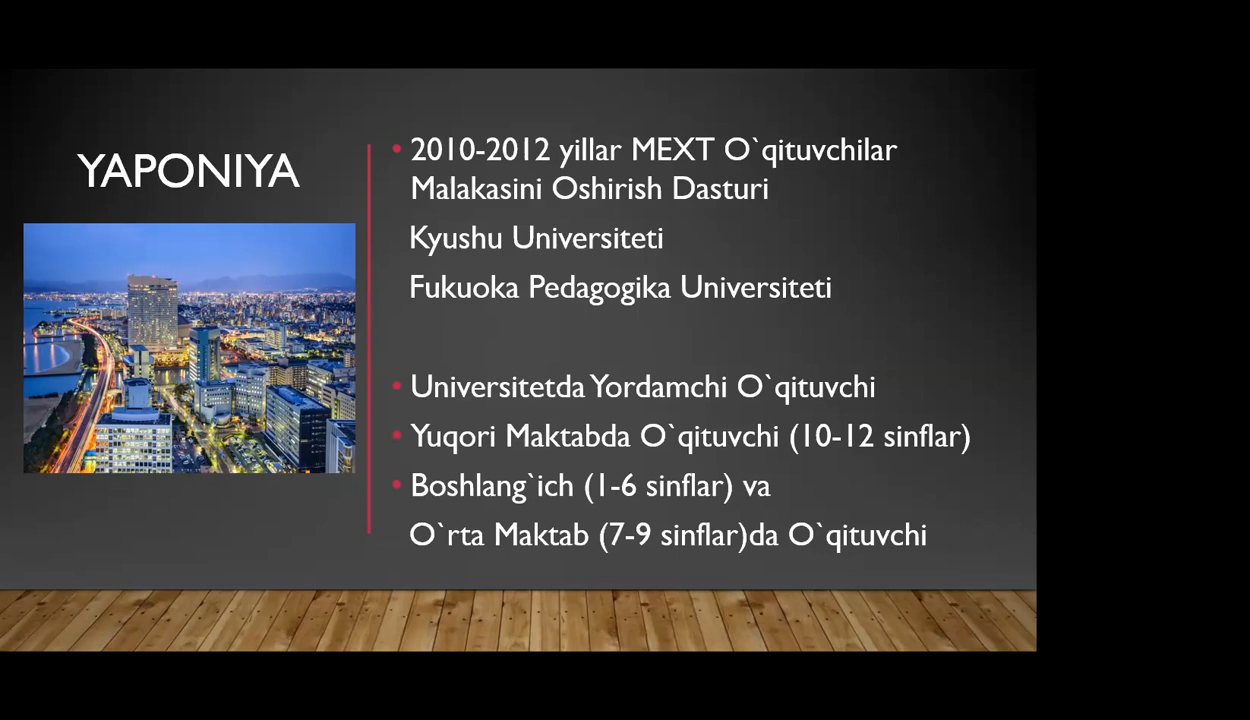 YAPONIYA
• 2010-2012 yillar MEXT O`qituvchilar
Malakasini Oshirish Dasturi
Kyushu Universiteti
Fukuoka Pedagogika Universiteti
• Universitetda Yordamchi O`qituvchi
• Yuqori Maktabda O`qituvchi (10-12 sinflar)
• Boshlang`ich (1-6 sinflar) va
O`rta Maktab (7-9 sinflar)da O`qituvchi